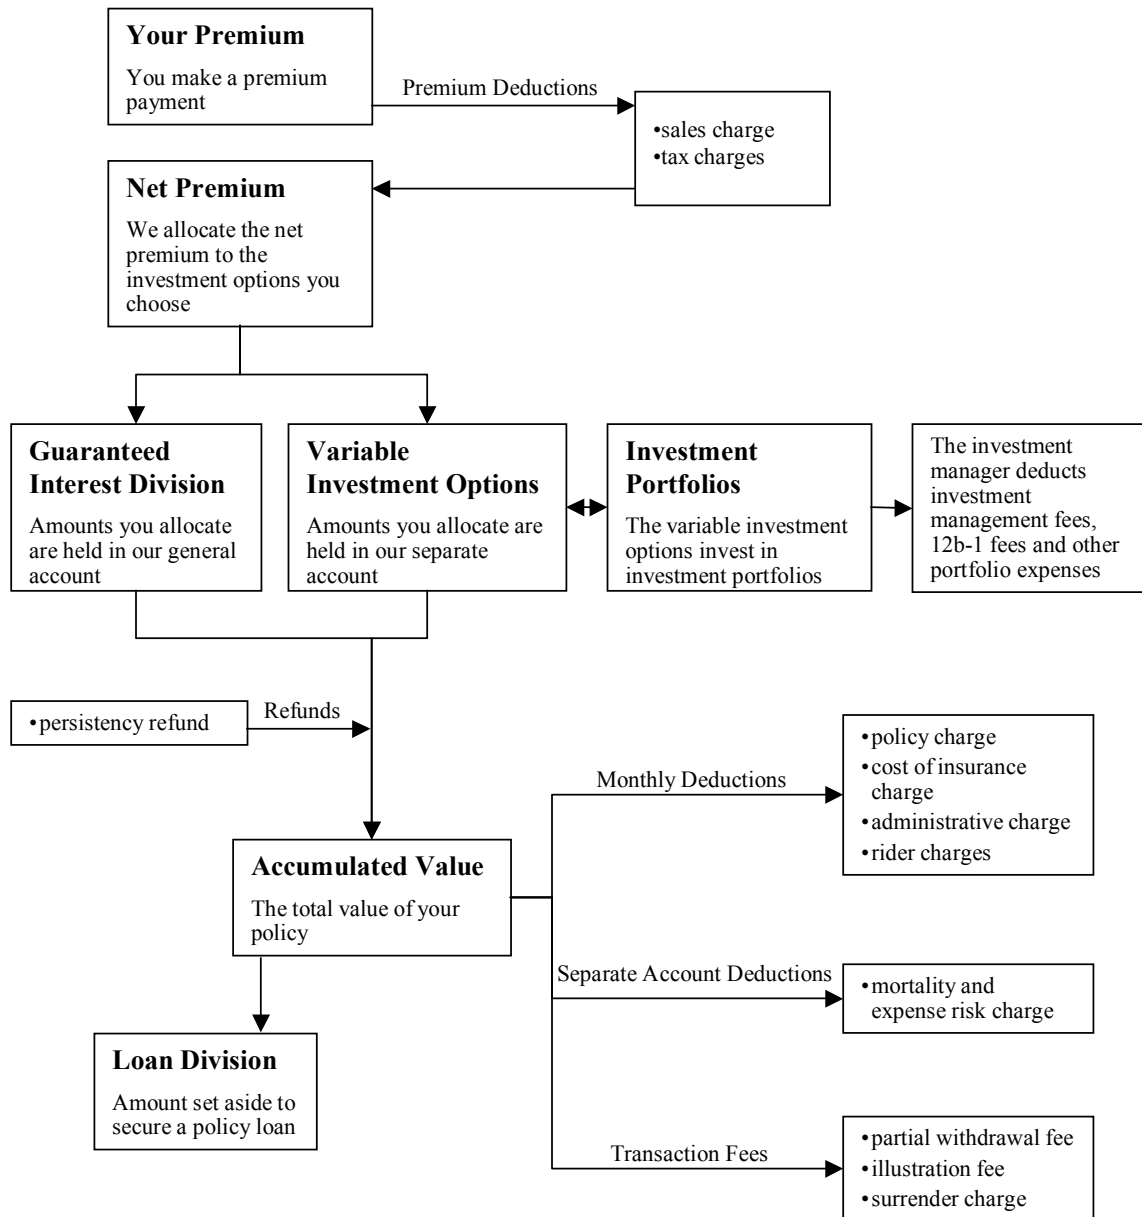 Your Premium
You make a premium
payment
Premium Deductions
•sales charge
•tax charges
Net Premium
We allocate the net
premium to the
investment options you
choose
Guaranteed
Interest Division
Amounts you allocate
are held in our general
account
Variable
Investment Options
Amounts you allocate are
held in our separate
account
Investment
Portfolios
The variable investment
options invest in
investment portfolios
The investment
manager deducts
investment
management fees,
12b-1 fees and other
portfolio expenses
•persistency refund
Refunds
Monthly Deductions
•policy charge
•cost of insurance
charge
•administrative charge
•rider charges
Accumulated Value
The total value of your
policy
Separate Account Deductions
•mortality and
expense risk charge
Loan Division
Amount set aside to
secure a policy loan
Transaction Fees
•partial withdrawal fee
•illustration fee
•surrender charge